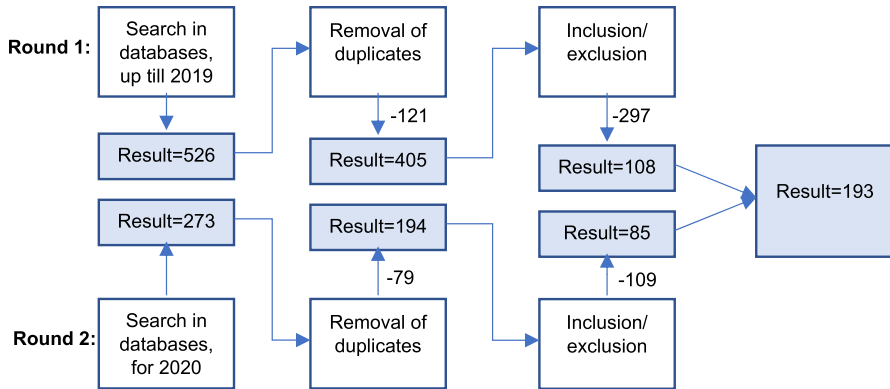 Round 1:
Search in
databases,
up till 2019
Removal of
duplicates
Inclusion/
exclusion
-121
-297
Result=526
Result=405
Result=108
Result=193
Result=273
Result=194
Result=85
-79
-109
Round 2:
Search in
databases,
for 2020
Removal of
duplicates
Inclusion/
exclusion